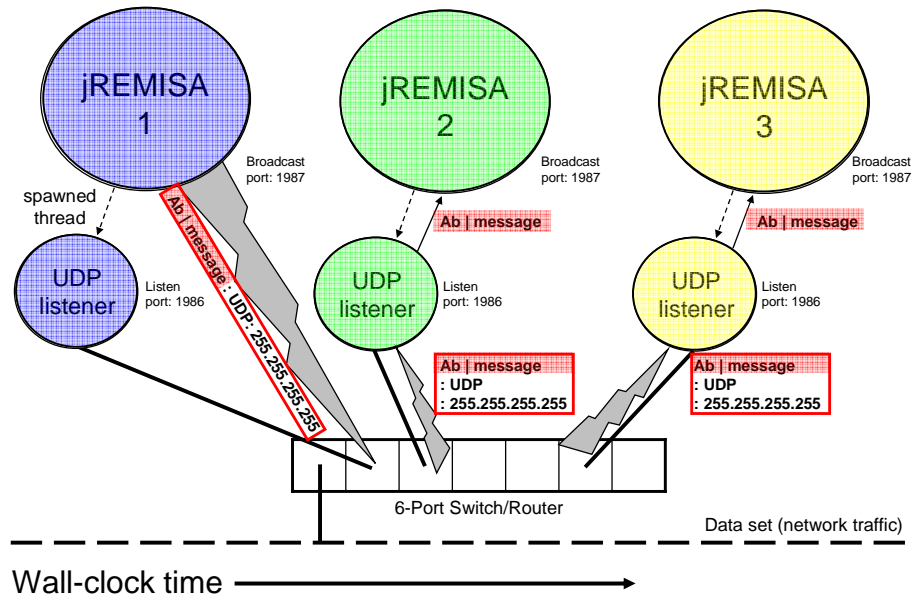 jREMISA
1
jREMISA
2
jREMISA
3
Broadcast
port: 1987
Broadcast
port: 1987
Broadcast
port: 1987
spawned
thread
Ab | message : UDP: 255.255.255.255
Ab | message
Ab | message
UDP
listener
Listen
port: 1986
UDP
listener
Listen
port: 1986
UDP
listener
Listen
port: 1986
Ab | message
: UDP
: 255.255.255.255
Ab | message
: UDP
: 255.255.255.255
6-Port Switch/Router
Data set (network traffic)
Wall-clock time